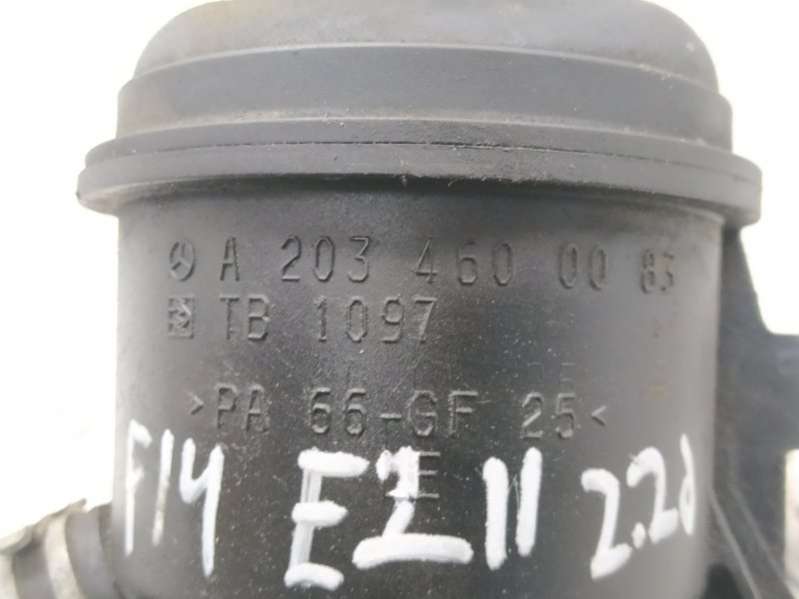 A 203 460 00 83
TB 1097
>PA 66-GF 25<
E
F14 E211 2.2d